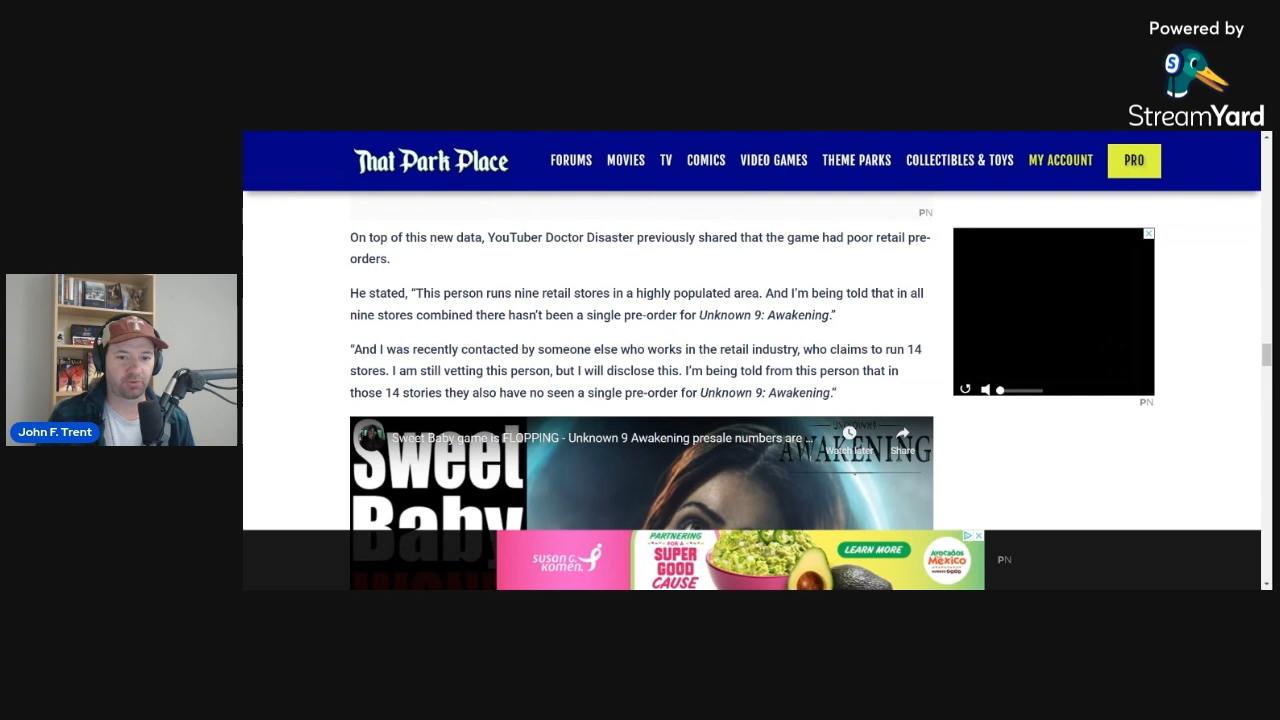 Powered by
S
StreamYard
That Park Place
FORUMS MOVIES TV COMICS VIDEO GAMES THEME PARKS COLLECTIBLES & TOYS MY ACCOUNT PRO
PN
On top of this new data, YouTuber Doctor Disaster previously shared that the game had poor retail pre-
orders.
He stated, “This person runs nine retail stores in a highly populated area. And I’m being told that in all
nine stores combined there hasn’t been a single pre-order for Unknown 9: Awakening.”
“And I was recently contacted by someone else who works in the retail industry, who claims to run 14
stores. I am still vetting this person, but I will disclose this. I’m being told from this person that in
those 14 stories they also have no seen a single pre-order for Unknown 9: Awakening.”
PN
John F. Trent
Sweet Baby game is FLOPPING - Unknown 9 Awakening presale numbers are ...
Watch later
Share
AWAKENING
Sweet
Baby
susan g.
komen.
PARTNERING
FOR A
SUPER
GOOD
CAUSE
LEARN MORE
AVOCADOS
FROM
MEXICO
PN